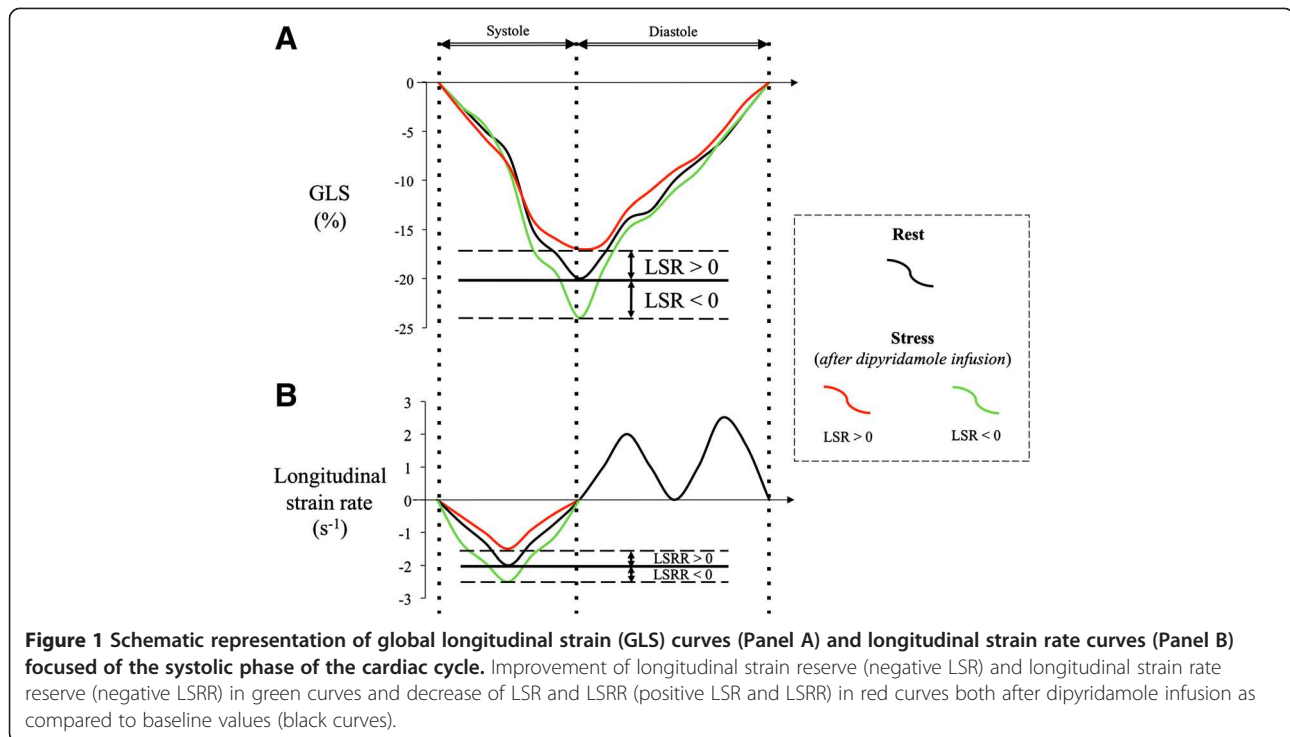 A
Systole
Diastole
0
-5
-10
-15
-20
-25
GLS
(%)
LSR > 0
LSR < 0
Rest
Stress
(after dipyridamole infusion)
LSR > 0
LSR < 0
B
3
2
1
0
-1
-2
-3
Longitudinal
strain rate
(s⁻¹)
LSRR > 0
LSRR < 0
Figure 1 Schematic representation of global longitudinal strain (GLS) curves (Panel A) and longitudinal strain rate curves (Panel B)
focused of the systolic phase of the cardiac cycle. Improvement of longitudinal strain reserve (negative LSR) and longitudinal strain rate
reserve (negative LSRR) in green curves and decrease of LSR and LSRR (positive LSR and LSRR) in red curves both after dipyridamole infusion as
compared to baseline values (black curves).